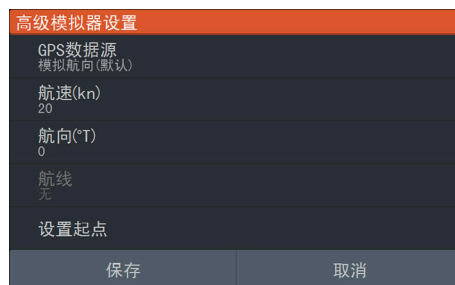 高级模拟器设置
GPS数据源
模拟航向(默认)
航速(kn)
20
航向(°T)
0
航线
无
设置起点
保存
取消